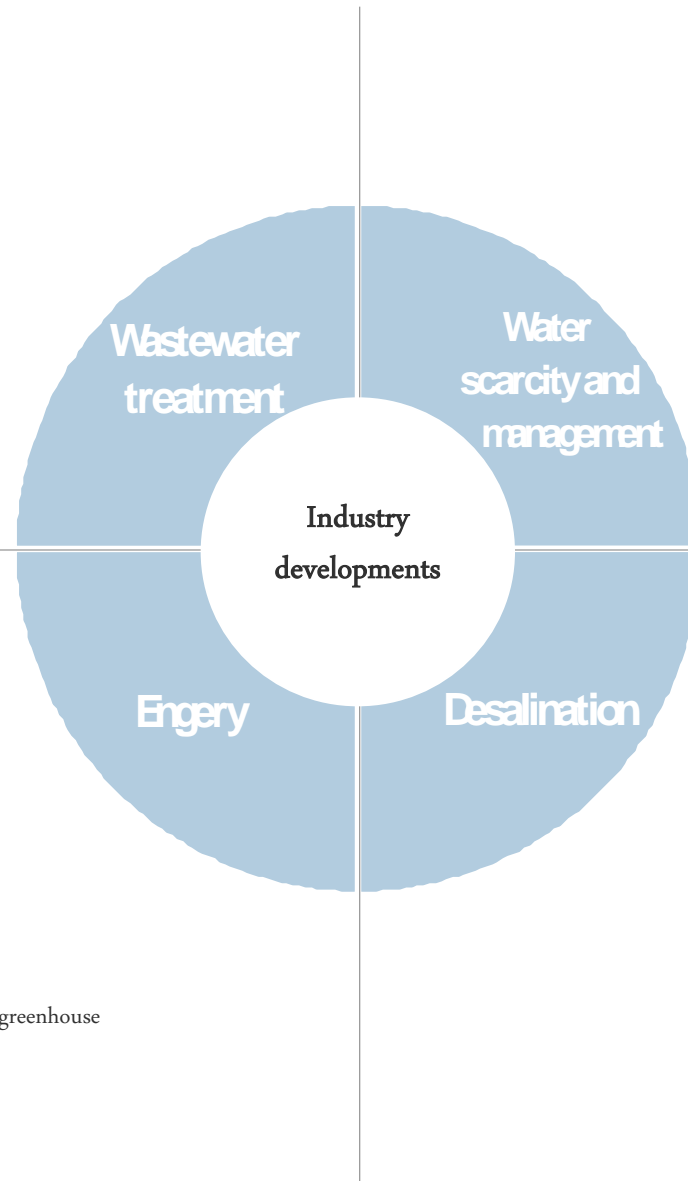 Wastewater
treatment
Water
scarcity and
management
Industry
developments
Engery
Desalination
greenhouse